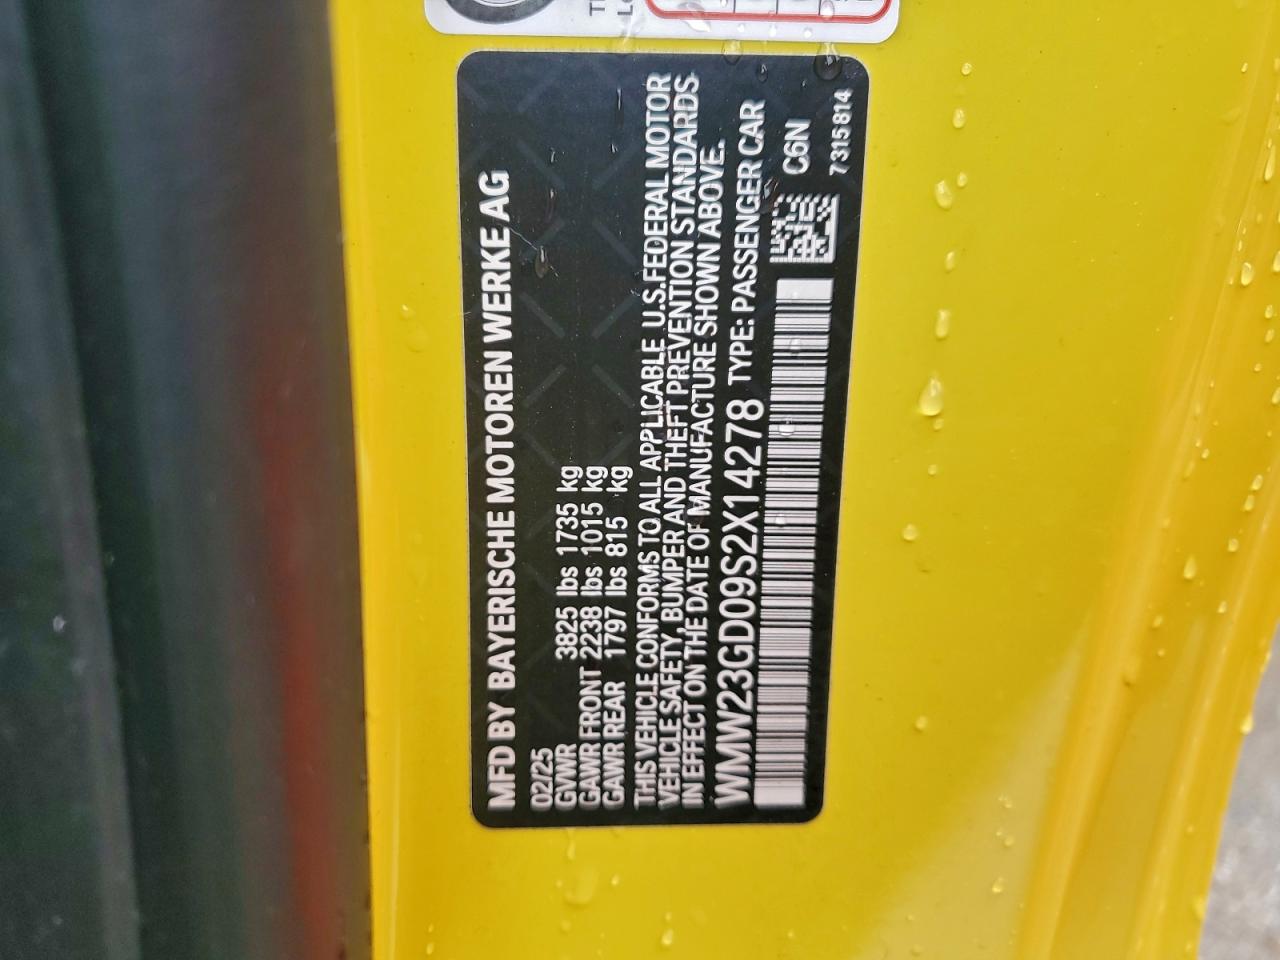 MFD BY BAYERISCHE MOTOREN WERKE AG
02/25
GVWR 3825 lbs 1735 kg
GAWR FRONT 2238 lbs 1015 kg
GAWR REAR 1797 lbs 815 kg
THIS VEHICLE CONFORMS TO ALL APPLICABLE U.S. FEDERAL MOTOR
VEHICLE SAFETY, BUMPER AND THEFT PREVENTION STANDARDS
IN EFFECT ON THE DATE OF MANUFACTURE SHOWN ABOVE.
WMW23GD09S2X14278 TYPE: PASSENGER CAR
C6N
7315814